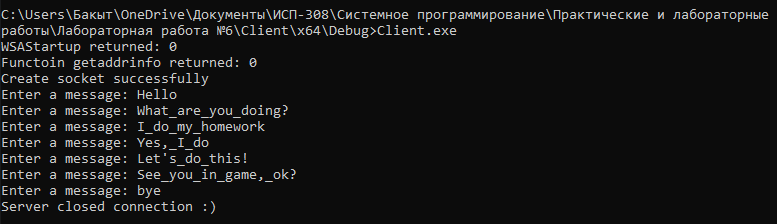 C:\Users\Бакыт\OneDrive\Документы\ИСП-308\Системное программирование\Практические и лабораторные
работы\Лабораторная работа №6\Client\x64\Debug>Client.exe
WSAStartup returned: 0
Functoin getaddrinfo returned: 0
Create socket successfully
Enter a message: Hello
Enter a message: What_are_you_doing?
Enter a message: I_do_my_homework
Enter a message: Yes,_I_do
Enter a message: Let's_do_this!
Enter a message: See_you_in_game,_ok?
Enter a message: bye
Server closed connection :)